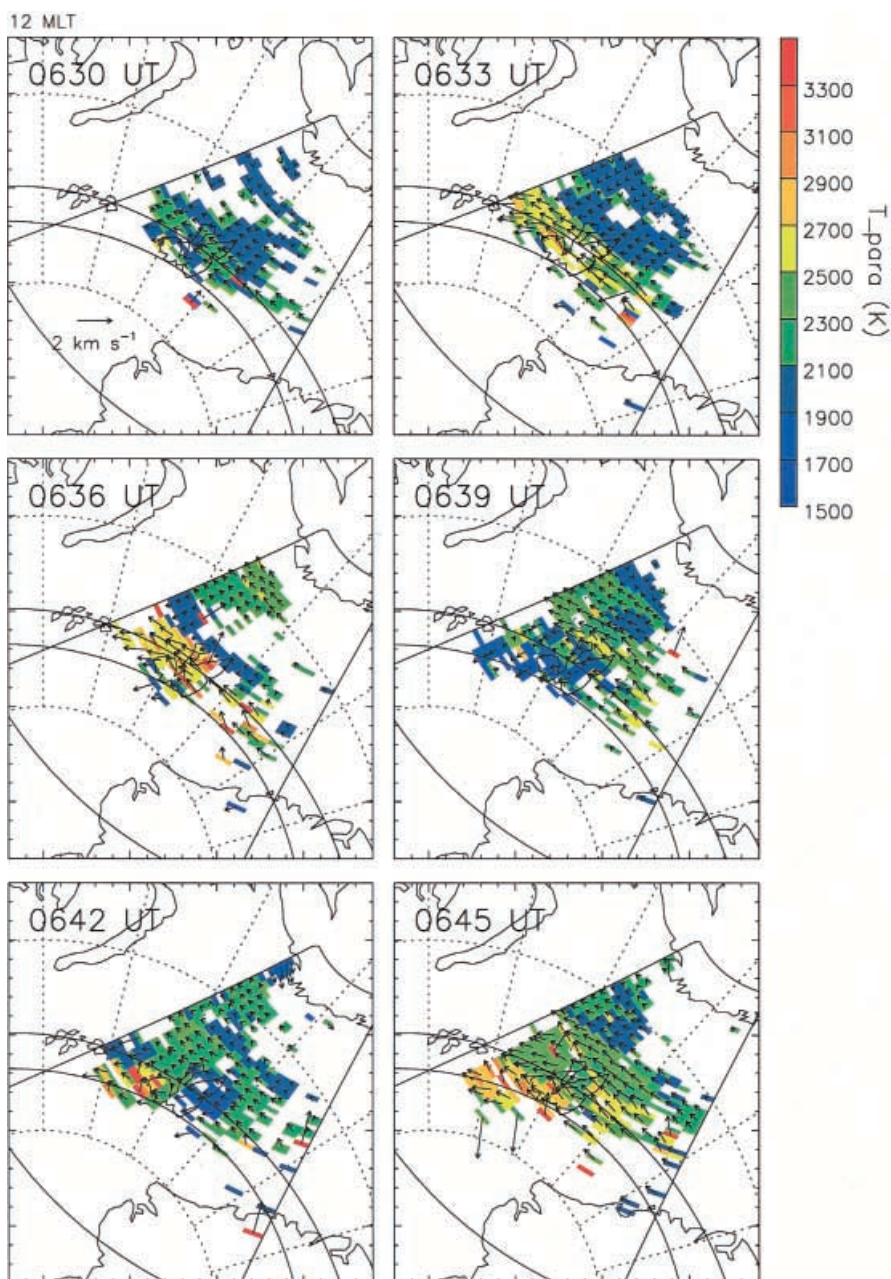 12 MLT
0630 UT
0633 UT
2 km s⁻¹
0636 UT
0639 UT
0642 UT
0645 UT
3300
3100
2900
2700
2500
2300
2100
1900
1700
1500
T_para (K)